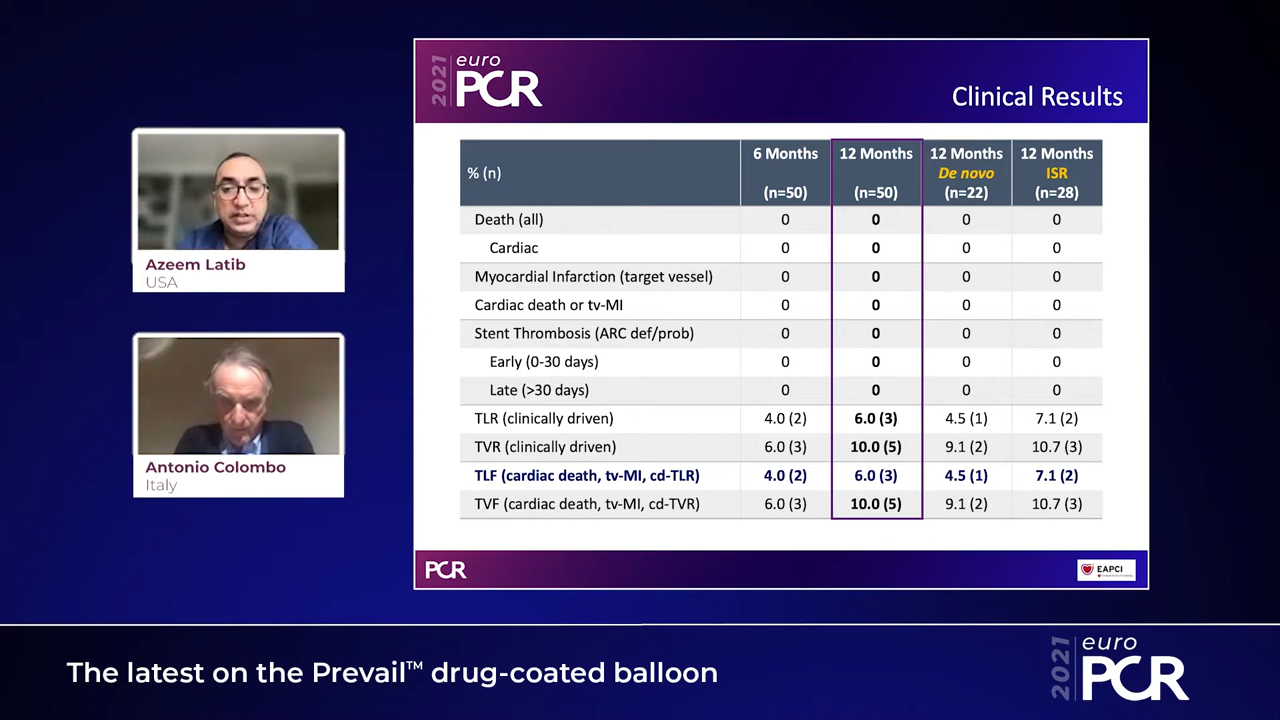 2021 euro PCR
Clinical Results
% (n)
6 Months (n=50)
12 Months (n=50)
12 Months De novo (n=22)
12 Months ISR (n=28)
Death (all) 0 0 0 0
Cardiac 0 0 0 0
Myocardial Infarction (target vessel) 0 0 0 0
Cardiac death or tv-MI 0 0 0 0
Stent Thrombosis (ARC def/prob) 0 0 0 0
Early (0-30 days) 0 0 0 0
Late (>30 days) 0 0 0 0
TLR (clinically driven) 4.0 (2) 6.0 (3) 4.5 (1) 7.1 (2)
TVR (clinically driven) 6.0 (3) 10.0 (5) 9.1 (2) 10.7 (3)
TLF (cardiac death, tv-MI, cd-TLR) 4.0 (2) 6.0 (3) 4.5 (1) 7.1 (2)
TVF (cardiac death, tv-MI, cd-TVR) 6.0 (3) 10.0 (5) 9.1 (2) 10.7 (3)
PCR
EAPCI
Azeem Latib
USA
Antonio Colombo
Italy
The latest on the Prevail™ drug-coated balloon
2021 euro PCR